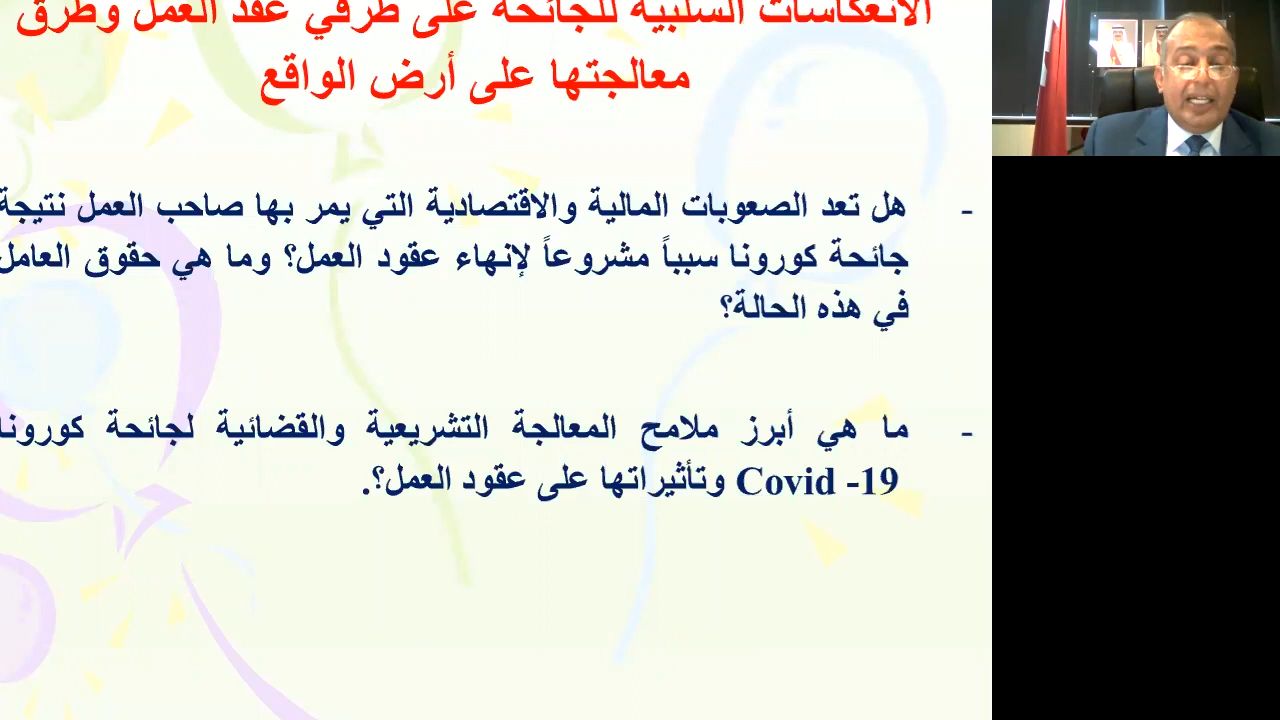 الانعكاسات السلبية للجائحة على طرفي عقد العمل وطرق
معالجتها على أرض الواقع
- هل تعد الصعوبات المالية والاقتصادية التي يمر بها صاحب العمل نتيجة
جائحة كورونا سبباً مشروعاً لإنهاء عقود العمل؟ وما هي حقوق العامل
في هذه الحالة؟
- ما هي أبرز ملامح المعالجة التشريعية والقضائية لجائحة كورونا
Covid -19 وتأثيراتها على عقود العمل؟.